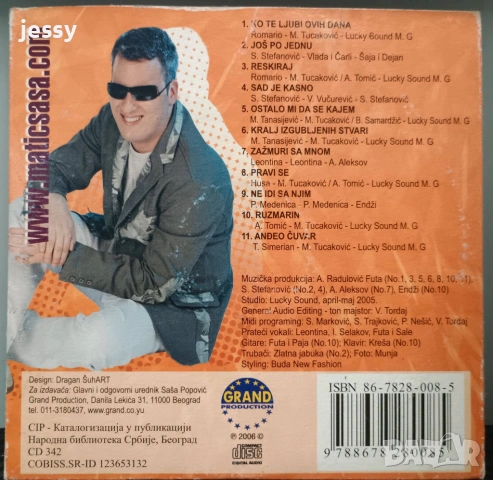 jessy
www.maticsasa.com
1. KO TE LJUBI OVIH DANA
Romario - M. Tucaković - Lucky Sound M. G
2. JOŠ PO JEDNU
S. Stefanović - Vlada i Čarli - Šaja i Dejan
3. RESKIRAJ
Romario - M. Tucaković / A. Tomić - Lucky Sound M. G
4. SAD JE KASNO
S. Stefanović - V. Vučurević - S. Stefanović
5. OSTALO MI DA SE KAJEM
M. Tanasijević - M. Tucaković / B. Samardžić - Lucky Sound M. G
6. KRALJ IZGUBLJENIH STVARI
M. Tanasijević - M. Tucaković - Lucky Sound M. G
7. ZAŽMURI SA MNOM
Leontina - Leontina - A. Aleksov
8. PRAVI SE
Husa - M. Tucaković / A. Tomić - Lucky Sound M. G
9. NE IDI SA NJIM
P. Medenica - P. Medenica - Endži
10. RUZMARIN
A. Tomić - M. Tucaković - Lucky Sound M. G
11. ANĐEO ČUVAR
T. Simerian - M. Tucaković - Lucky Sound M. G
Muzička produkcija: A. Radulović Futa (No.1, 3, 5, 6, 8, 10, 11),
S. Stefanović (No.2, 4), A. Aleksov (No.7), Endži (No.10)
Studio: Lucky Sound, april-maj 2005.
General Audio Editing - ton majstor: V. Tordaj
Midi programing: S. Marković, S. Trajković, P. Nešić, V. Tordaj
Prateći vokali: Leontina, I. Selakov, Futa i Sale
Gitare: Futa i Paja (No.10); Klavir: Kreša (No.10)
Trubači: Zlatna jabuka (No.2); Foto: Munja
Styling: Buda New Fashion
Design: Dragan ŠuhART
Za izdavača: Glavni i odgovorni urednik Saša Popović
Grand Production, Danila Lekića 31, 11000 Beograd
tel. 011-3180437, www.grand.co.yu
CIP - Каталогизација у публикацији
Народна библиотека Србије, Београд
CD 342
COBISS.SR-ID 123653132
GRAND
PRODUCTION
℗ 2006 ©
COMPACT
disc
DIGITAL AUDIO
ISBN 86-7828-008-5
9 788678 280085